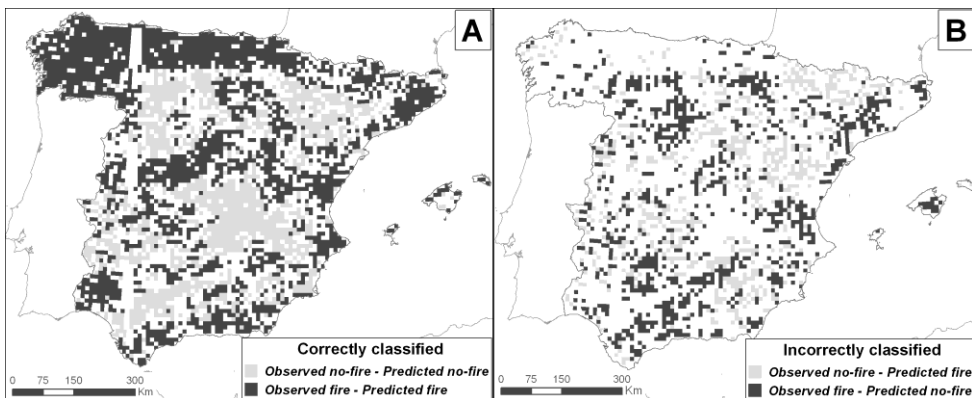 A
Correctly classified
Observed no-fire - Predicted no-fire
Observed fire - Predicted fire
0 75 150 300
Km
B
Incorrectly classified
Observed no-fire - Predicted fire
Observed fire - Predicted no-fire
0 75 150 300
Km